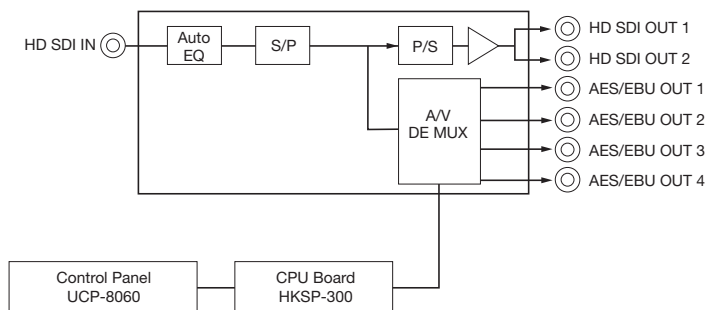 HD SDI IN
Auto
EQ
S/P
P/S
HD SDI OUT 1
HD SDI OUT 2
AES/EBU OUT 1
A/V
DE MUX
AES/EBU OUT 2
AES/EBU OUT 3
AES/EBU OUT 4
Control Panel
UCP-8060
CPU Board
HKSP-300